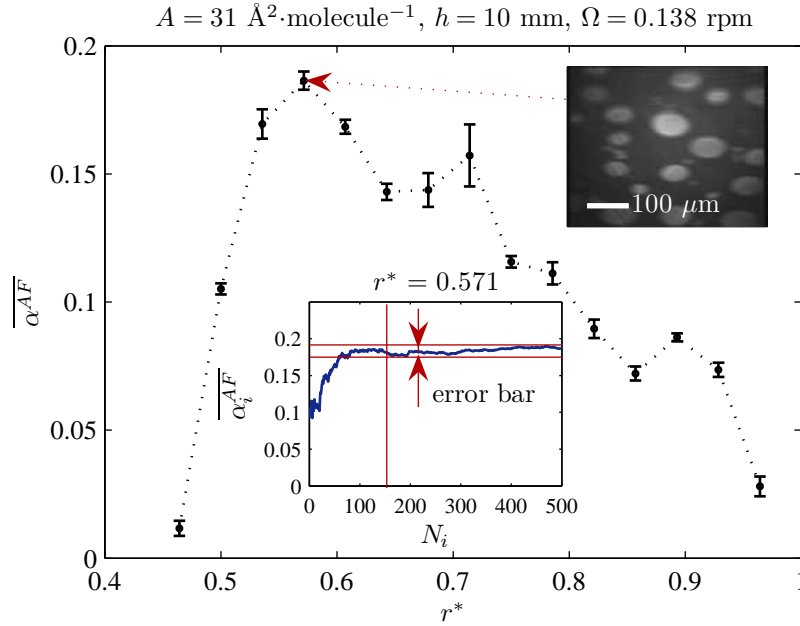 A = 31 Å²·molecule⁻¹, h = 10 mm, Ω = 0.138 rpm
0.2
0.15
0.1
0.05
0
α^{AF}
100 μm
r* = 0.571
0.2
0.15
0.1
0.05
0
α_i^{AF}
error bar
0 100 200 300 400 500
N_i
0.4 0.5 0.6 0.7 0.8 0.9 1
r*